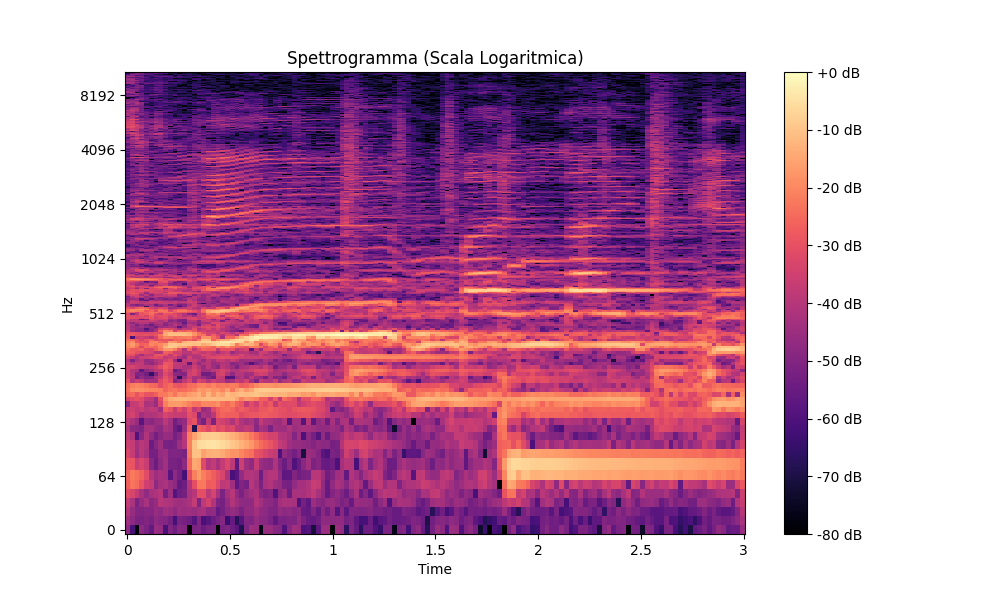 Spettrogramma (Scala Logaritmica)
Hz
8192
4096
2048
1024
512
256
128
64
0
0 0.5 1 1.5 2 2.5 3
Time
+0 dB
-10 dB
-20 dB
-30 dB
-40 dB
-50 dB
-60 dB
-70 dB
-80 dB